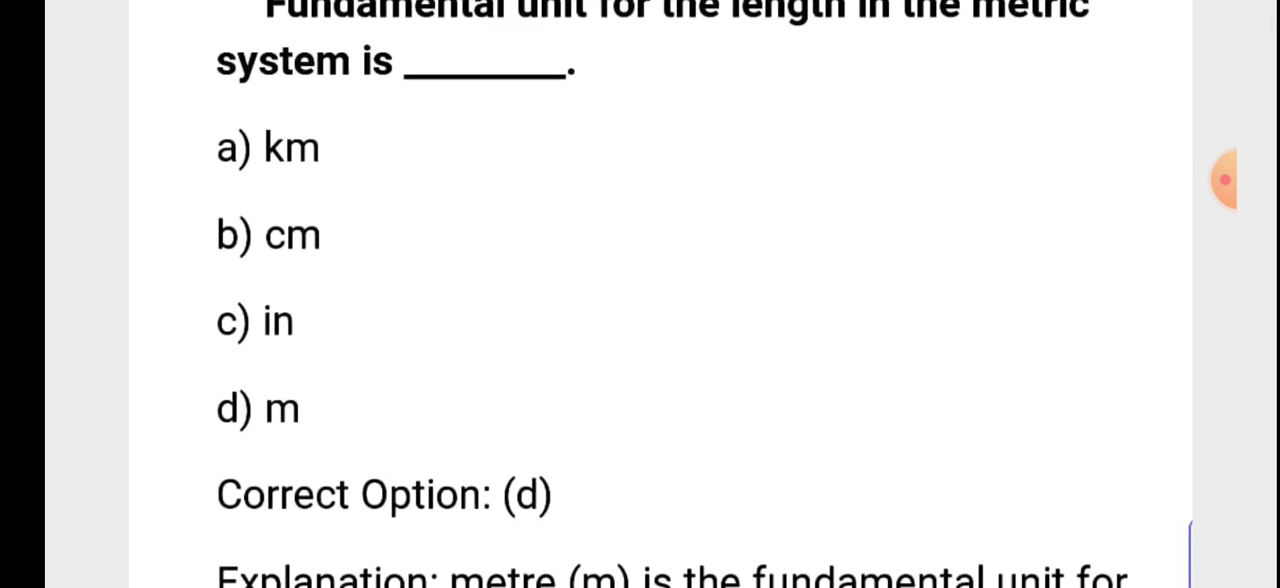 Fundamental unit for the length in the metric
system is ________.
a) km
b) cm
c) in
d) m
Correct Option: (d)
Explanation: metre (m) is the fundamental unit for